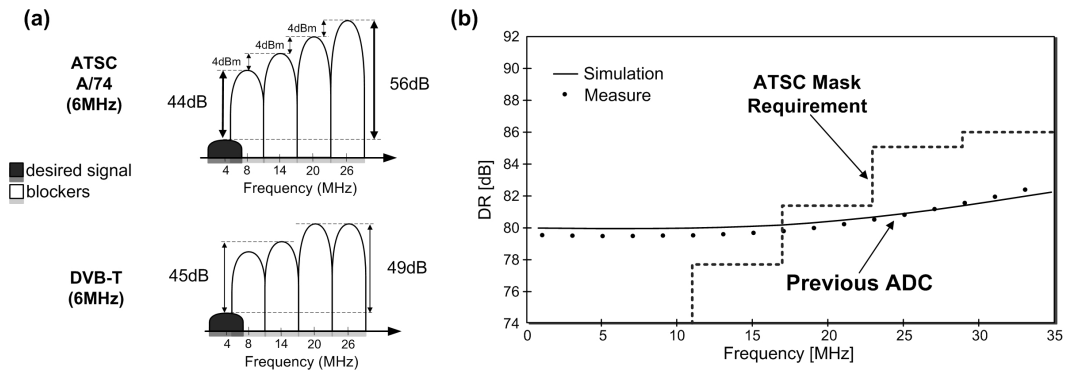 (a)
ATSC
A/74
(6MHz)
4dBm
4dBm
4dBm
44dB
56dB
4 8 14 20 26
Frequency (MHz)
desired signal
blockers
DVB-T
(6MHz)
45dB
49dB
4 8 14 20 26
Frequency (MHz)
(b)
92
90
88
86
84
82
80
78
76
74
DR [dB]
Simulation
Measure
ATSC Mask
Requirement
Previous ADC
0 5 10 15 20 25 30 35
Frequency [MHz]